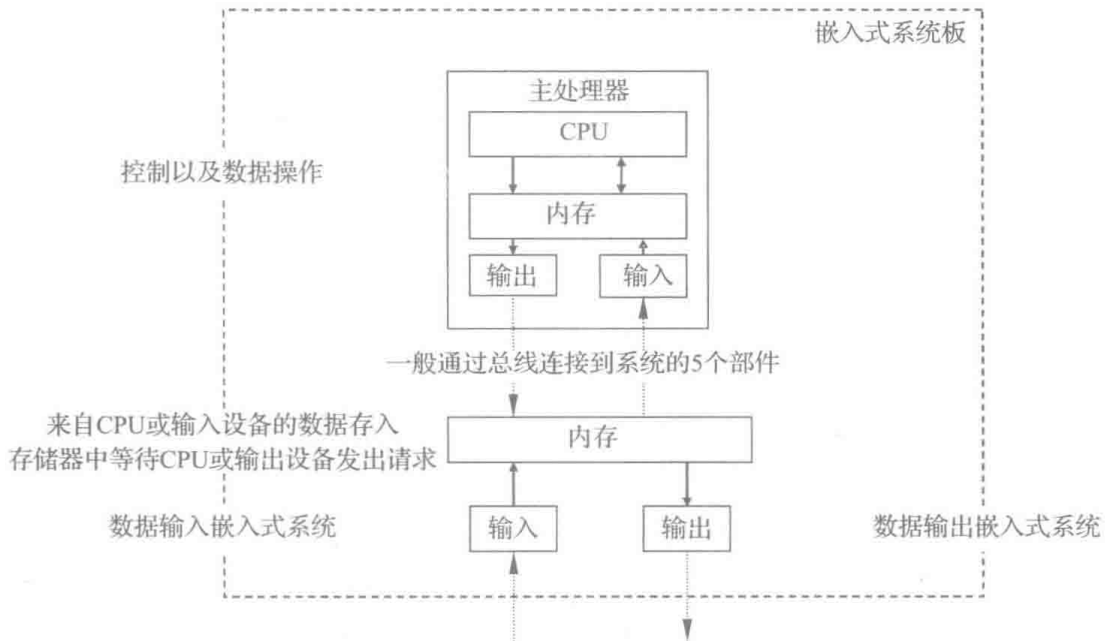 嵌入式系统板
主处理器
CPU
控制以及数据操作
内存
输出
输入
一般通过总线连接到系统的5个部件
来自CPU或输入设备的数据存入
存储器中等待CPU或输出设备发出请求
内存
数据输入嵌入式系统
输入
输出
数据输出嵌入式系统